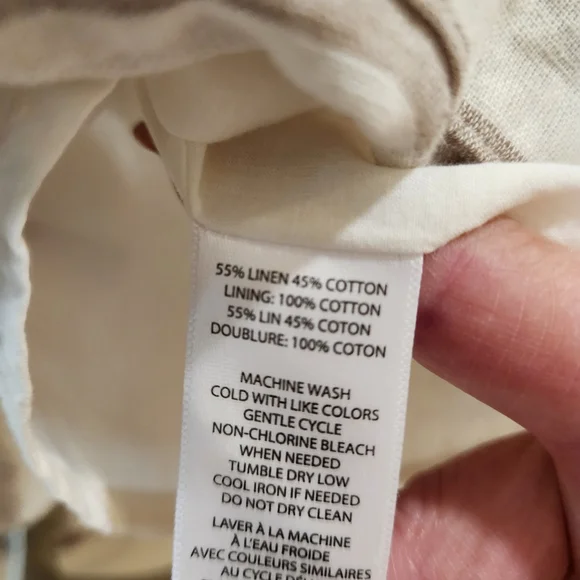 55% LINEN 45% COTTON
LINING: 100% COTTON
55% LIN 45% COTON
DOUBLURE: 100% COTON
MACHINE WASH
COLD WITH LIKE COLORS
GENTLE CYCLE
NON-CHLORINE BLEACH
WHEN NEEDED
TUMBLE DRY LOW
COOL IRON IF NEEDED
DO NOT DRY CLEAN
LAVER À LA MACHINE
À L'EAU FROIDE
AVEC COULEURS SIMILAIRES
AU CYCLE